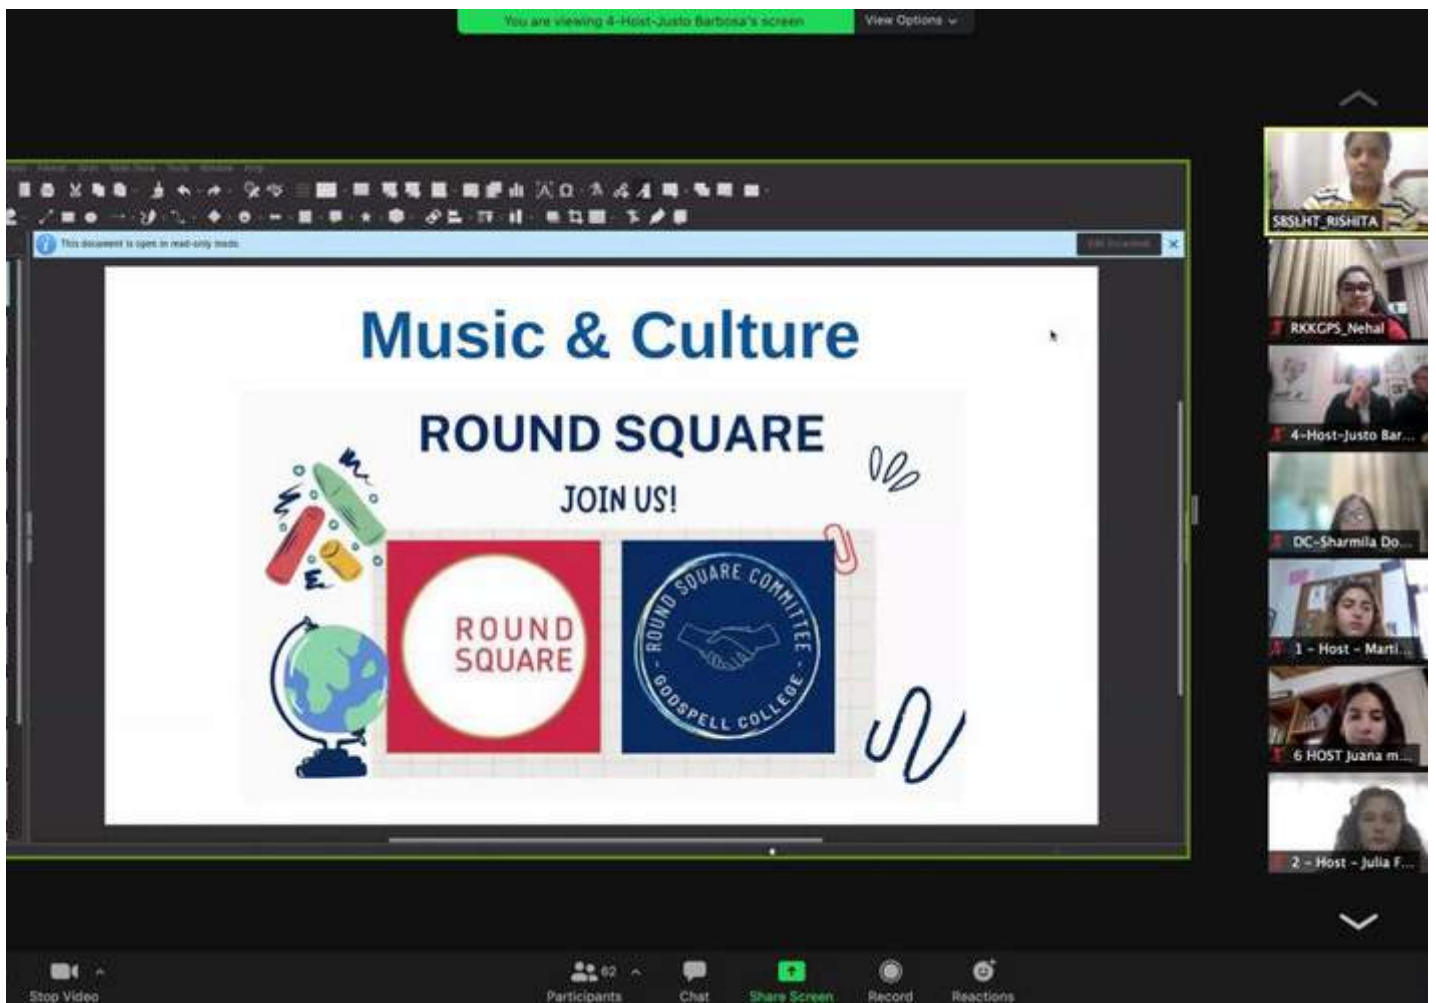 You are viewing 4-Host-Justo Barbosa's screen
View Options
This document is open in read-only mode.
Music & Culture
ROUND SQUARE
JOIN US!
ROUND
SQUARE
ROUND SQUARE COMMITTEE
- GODSPELL COLLEGE -
SBSLHT_RISHITA
RKKGPS_Nehal
4-Host-Justo Bar...
DC-Sharmila Do...
1 - Host - Marti...
6 HOST Juana m...
2 - Host - Julia F...
Stop Video
62
Participants
Chat
Share Screen
Record
Reactions